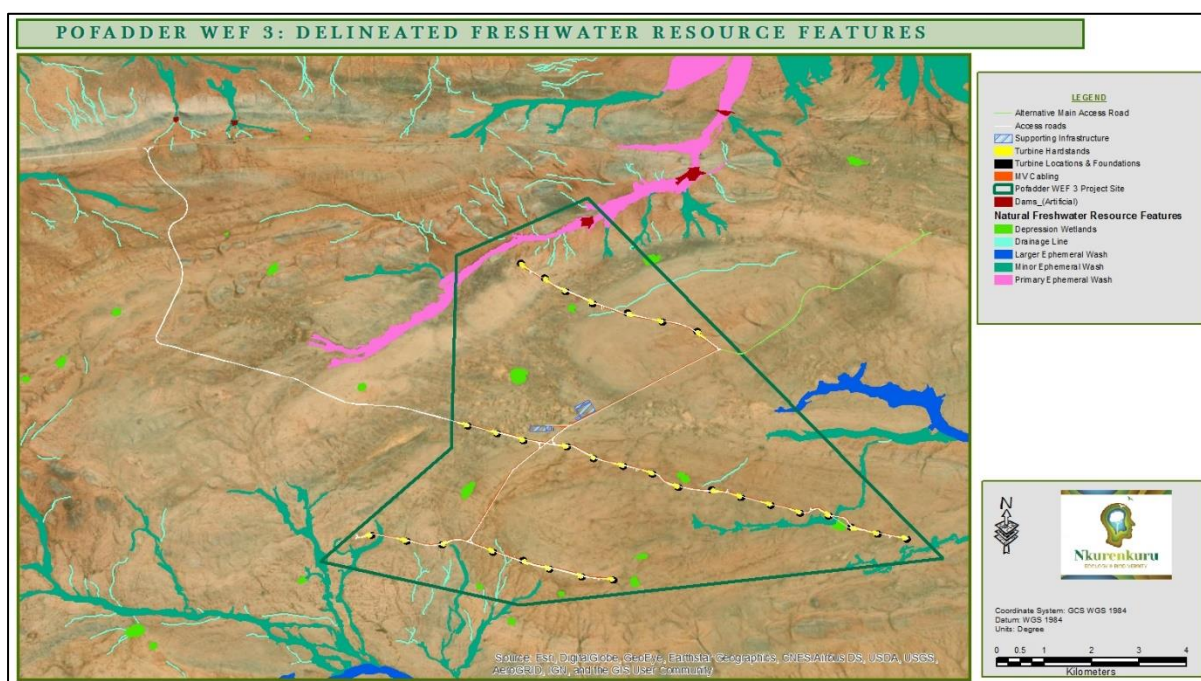 POFADDER WEF 3: DELINEATED FRESHWATER RESOURCE FEATURES
LEGEND
Alternative Main Access Road
Access roads
Supporting Infrastructure
Turbine Hardstands
Turbine Locations & Foundations
MV Cabling
Pofadder WEF 3 Project Site
Dams_(Artificial)
Natural Freshwater Resource Features
Depression Wetlands
Drainage Line
Larger Ephemeral Wash
Minor Ephemeral Wash
Primary Ephemeral Wash
N
Nkurenkuru
Coordinate System: GCS WGS 1984
Datum: WGS 1984
Units: Degree
0 0.5 1 2 3 4
Kilometers
Source: Esri, DigitalGlobe, GeoEye, Earthstar Geographics, CNES/Airbus DS, USDA, USGS,
AeroGRID, IGN, and the GIS User Community